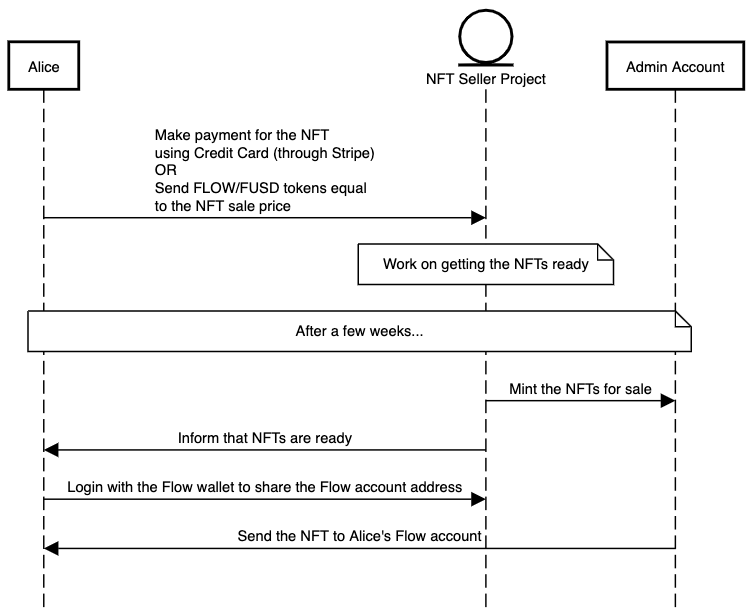 Alice
NFT Seller Project
Admin Account
Make payment for the NFT
using Credit Card (through Stripe)
OR
Send FLOW/FUSD tokens equal
to the NFT sale price
Work on getting the NFTs ready
After a few weeks...
Mint the NFTs for sale
Inform that NFTs are ready
Login with the Flow wallet to share the Flow account address
Send the NFT to Alice's Flow account